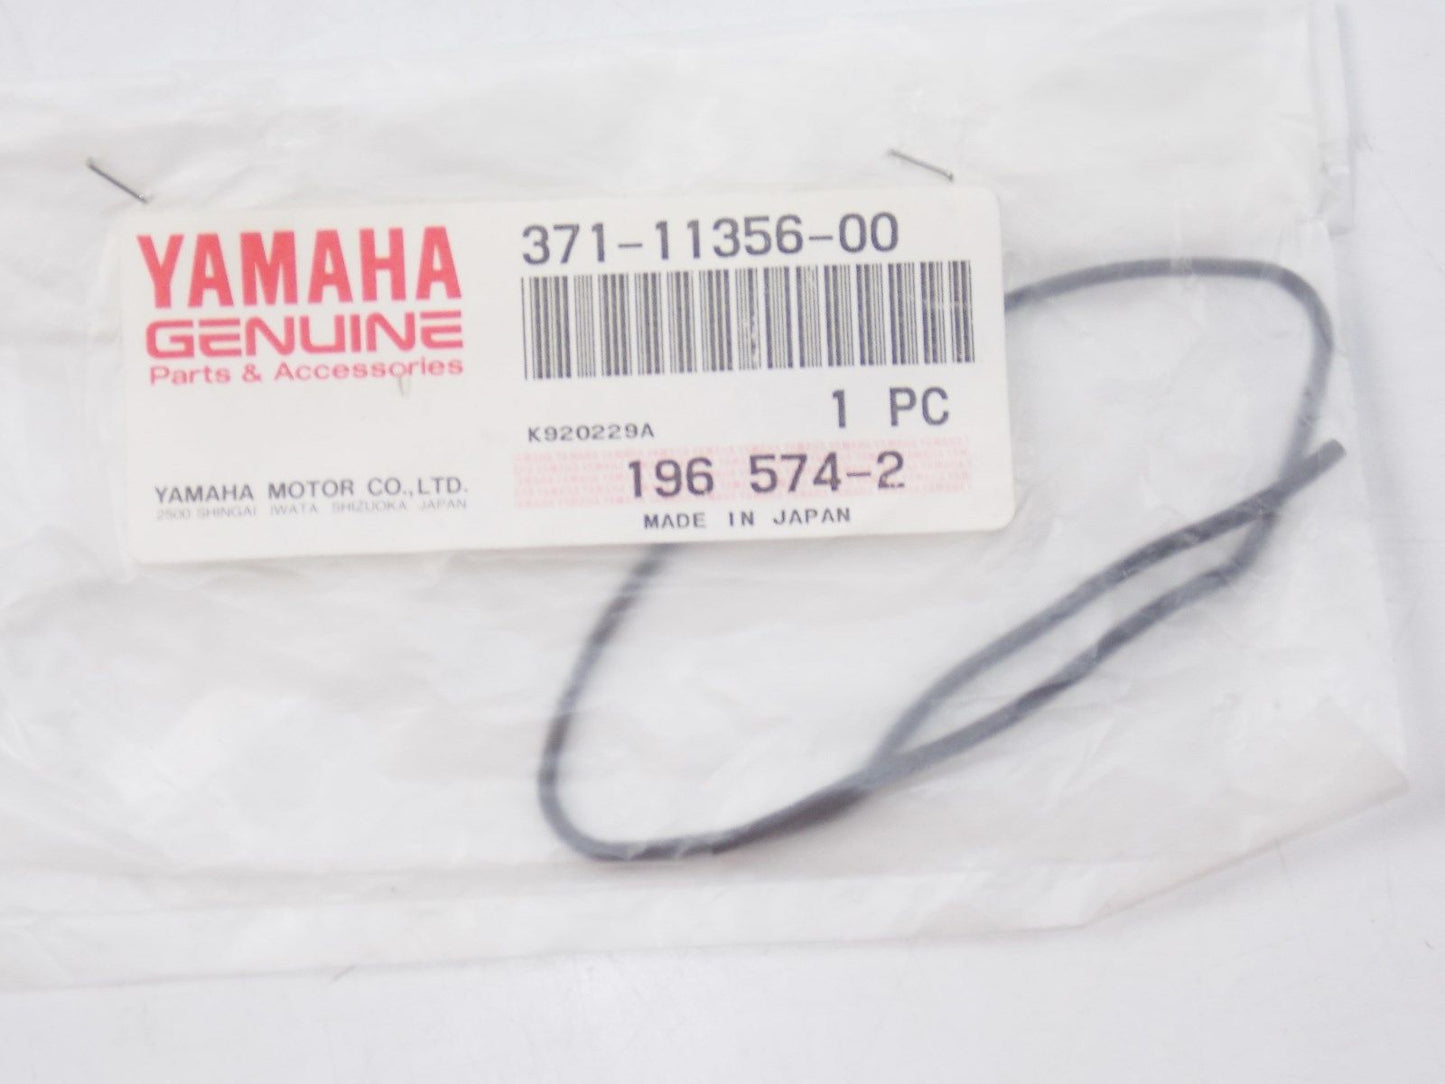 YAMAHA
GENUINE
Parts & Accessories
YAMAHA MOTOR CO.,LTD.
2500 SHINGAI IWATA SHIZUOKA JAPAN
371-11356-00
1 PC
K920229A
196 574-2
MADE IN JAPAN